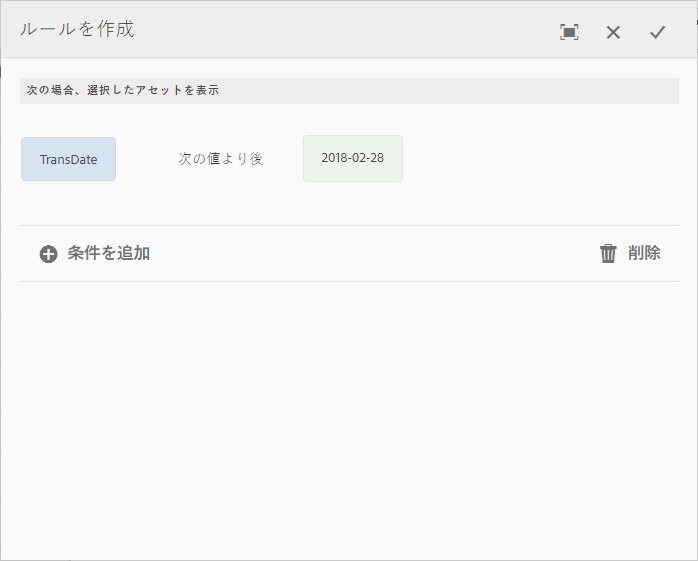 ルールを作成
次の場合、選択したアセットを表示
TransDate 次の値より後 2018-02-28
条件を追加 削除